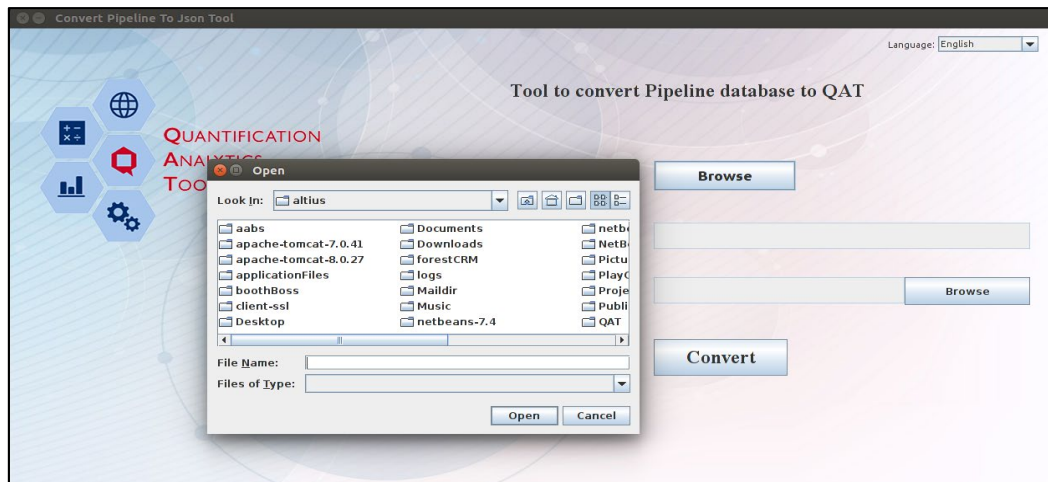 Convert Pipeline To Json Tool
Language: English
Tool to convert Pipeline database to QAT
QUANTIFICATION
Open
Browse
Look In: altius
aabs Documents
apache-tomcat-7.0.41 Downloads
apache-tomcat-8.0.27 forestCRM
applicationFiles logs
boothBoss Maildir
client-ssl Music
Desktop netbeans-7.4 QAT
Browse
File Name:
Files of Type:
Convert
Open Cancel